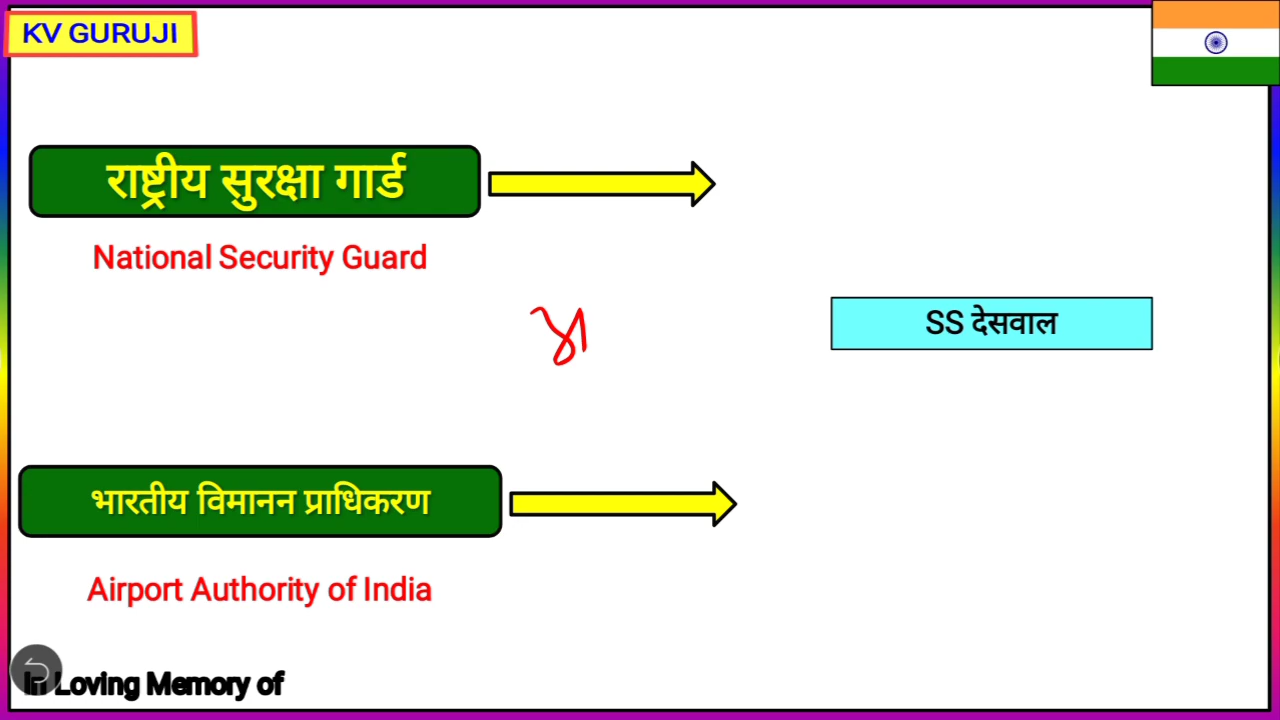 KV GURUJI
राष्ट्रीय सुरक्षा गार्ड
National Security Guard
SS देसवाल
भारतीय विमानन प्राधिकरण
Airport Authority of India
In Loving Memory of